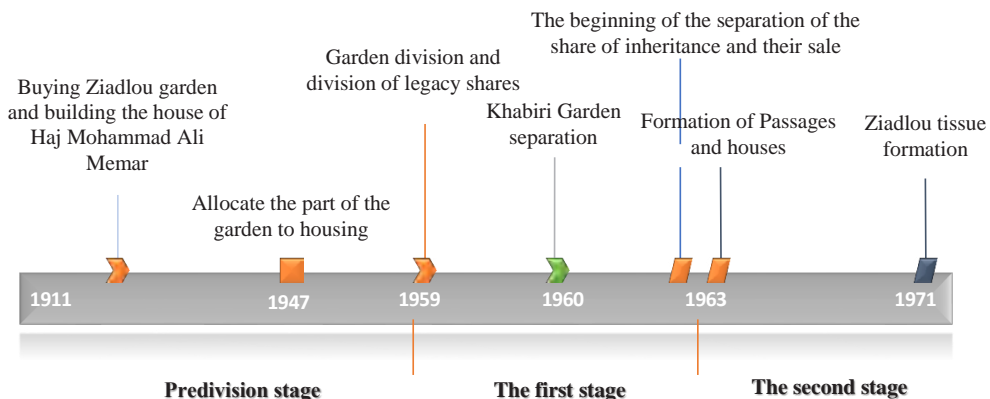 The beginning of the separation of the
share of inheritance and their sale
Garden division and
division of legacy shares
Buying Ziadlou garden
and building the house of
Haj Mohammad Ali
Memar
Khabiri Garden
separation
Formation of Passages
and houses
Ziadlou tissue
formation
Allocate the part of the
garden to housing
1911
1947
1959
1960
1963
1971
Predivision stage
The first stage
The second stage